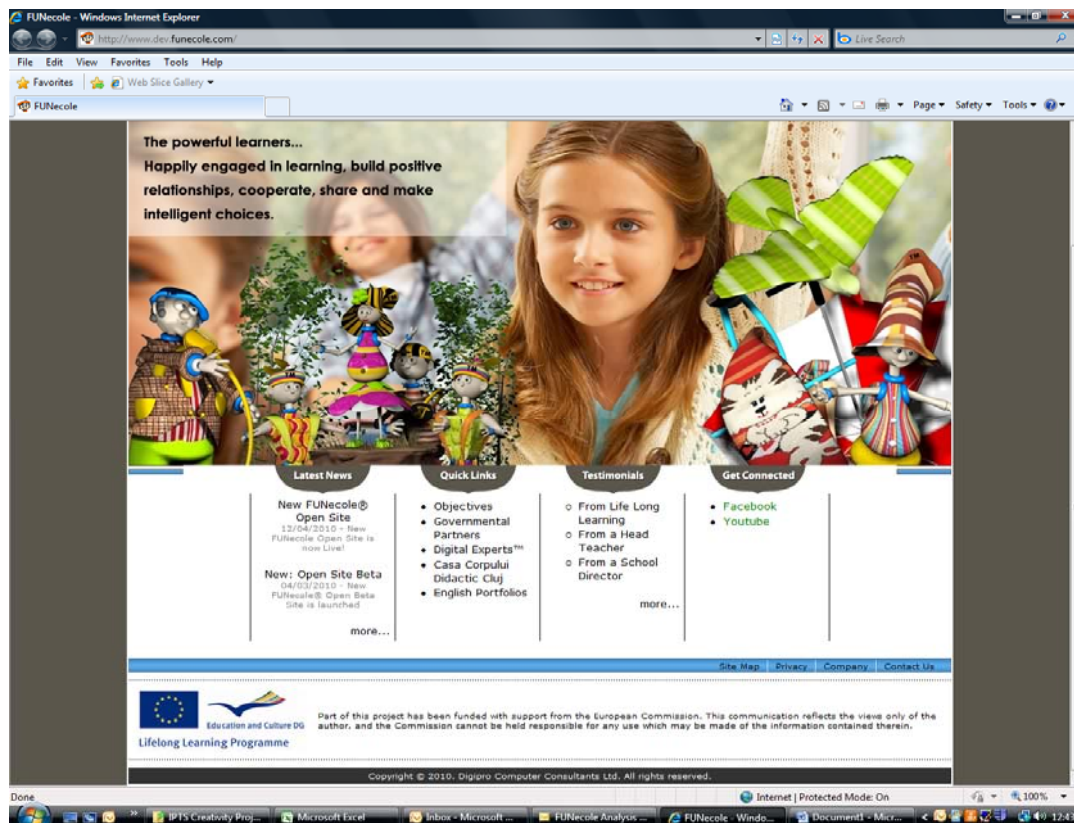 FUNecole - Windows Internet Explorer
http://www.dev.funecole.com/
Live Search
File Edit View Favorites Tools Help
Favorites Web Slice Gallery
FUNecole
Page Safety Tools
The powerful learners...
Happily engaged in learning, build positive
relationships, cooperate, share and make
intelligent choices.
TM
Latest News
New FUNecole®
Open Site
12/04/2010 - New
FUNecole Open Site is
now Live!
New: Open Site Beta
04/03/2010 - New
FUNecole® Open Beta
Site is launched
more...
Quick Links
Objectives
Governmental
Partners
Digital Experts™
Casa Corpului
Didactic Cluj
English Portfolios
Testimonials
From Life Long
Learning
From a Head
Teacher
From a School
Director
more...
Get Connected
Facebook
Youtube
Site Map Privacy Company Contact Us
Education and Culture DG
Lifelong Learning Programme
Part of this project has been funded with support from the European Commission. This communication reflects the views only of the
author, and the Commission cannot be held responsible for any use which may be made of the information contained therein.
Copyright © 2010. Digipro Computer Consultants Ltd. All rights reserved.
Done
Internet | Protected Mode: On
100%
IPTS Creativity Proj...
Microsoft Excel
Inbox - Microsoft ...
FUNecole Analysis ...
FUNecole - Windo...
Document1 - Micr...
12:43